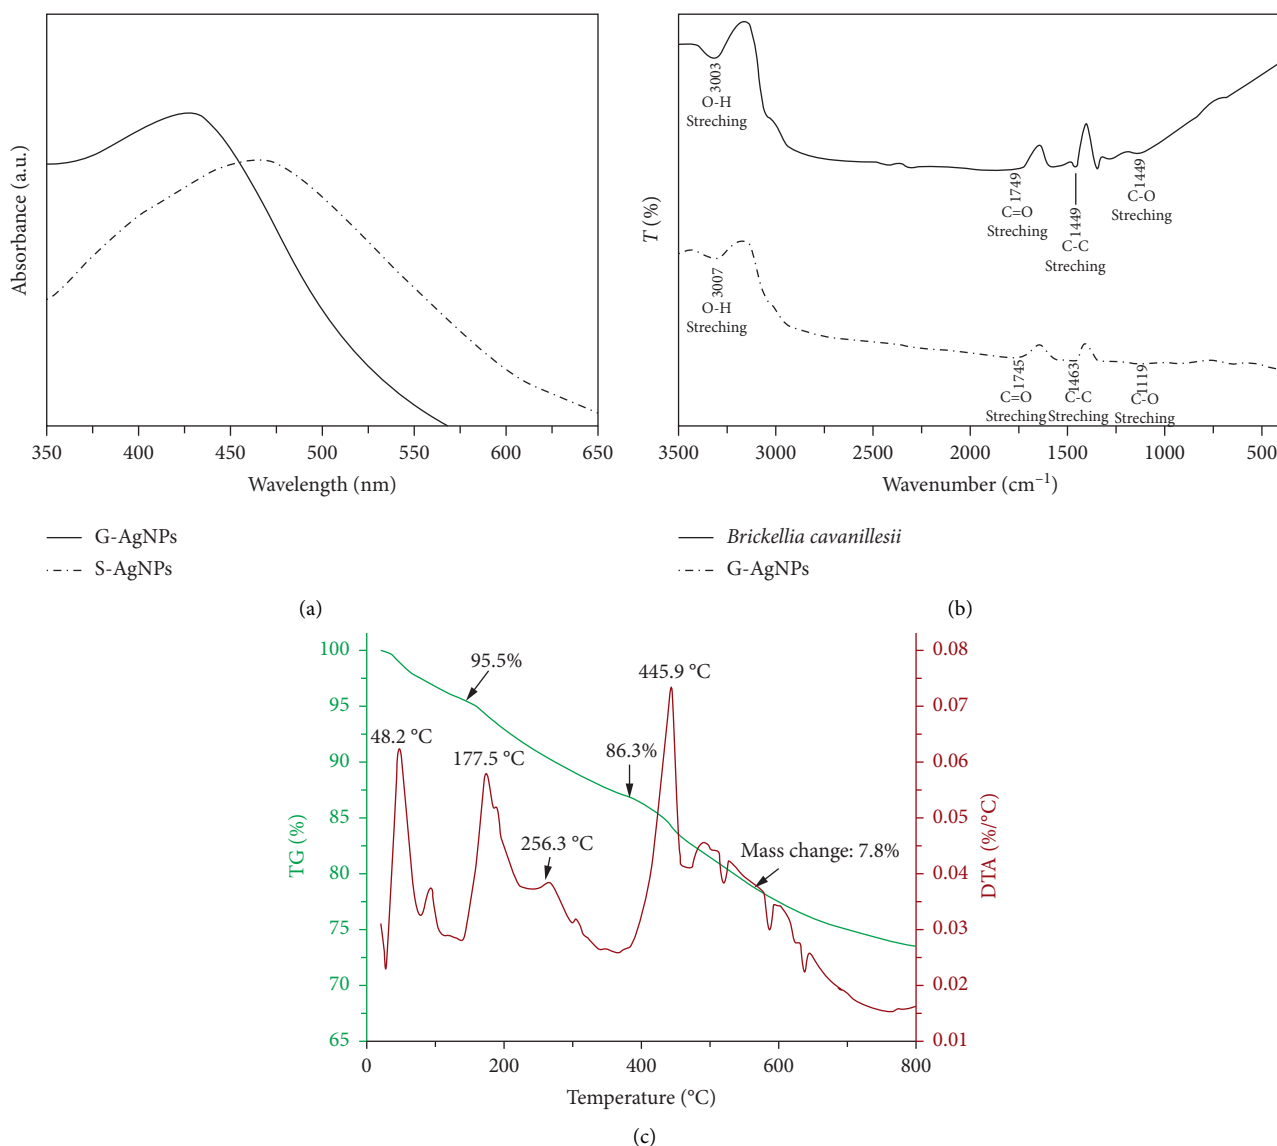 Absorbance (a.u.)
350
400
450
500
550
600
650
Wavelength (nm)
G-AgNPs
S-AgNPs
(a)
T (%)
3003
O-H
Streching
1749
C=O
Streching
1449
C-C
Streching
1449
C-O
Streching
3007
O-H
Streching
1745
C=O
Streching
1463
C-C
Streching
1119
C-O
Streching
3500
3000
2000
1500
1000
500
Wavenumber (cm⁻¹)
Brickellia cavanillesii
G-AgNPs
(b)
TG (%)
100
95
90
85
80
75
70
65
95.5%
445.9 °C
48.2 °C
177.5 °C
86.3%
256.3 °C
Mass change: 7.8%
0.08
0.07
0.06
0.05
0.04
0.03
0.02
0.01
DTA (%/°C)
0
200
400
600
800
Temperature (°C)
(c)